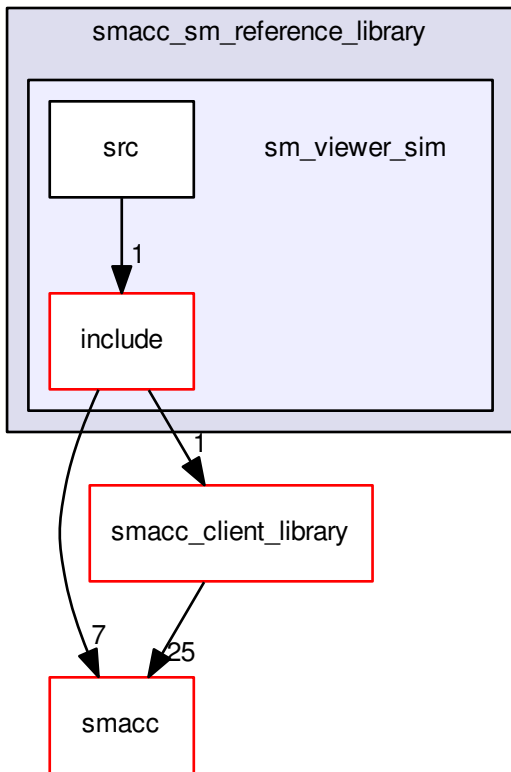 smacc_sm_reference_library
src
sm_viewer_sim
1
include
1
smacc_client_library
7
25
smacc